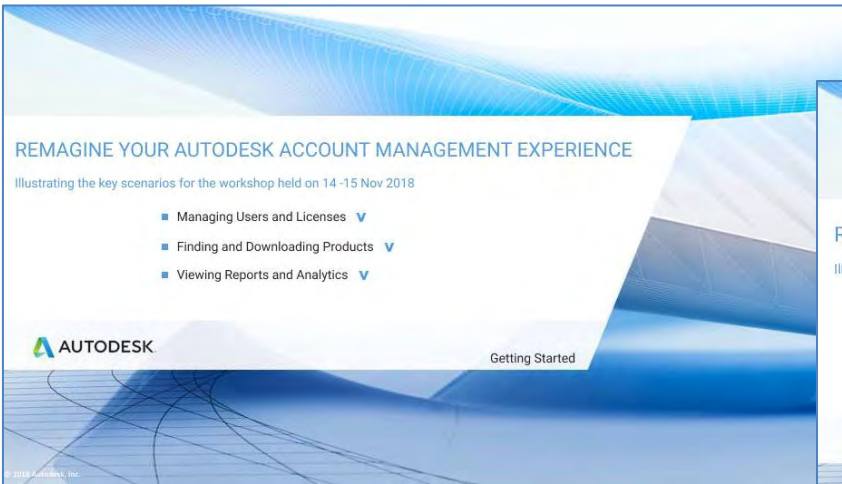 REMAGINE YOUR AUTODESK ACCOUNT MANAGEMENT EXPERIENCE
Illustrating the key scenarios for the workshop held on 14 -15 Nov 2018
Managing Users and Licenses V
Finding and Downloading Products V
Viewing Reports and Analytics V
AUTODESK.
Getting Started
© 2018 Autodesk, Inc.
R